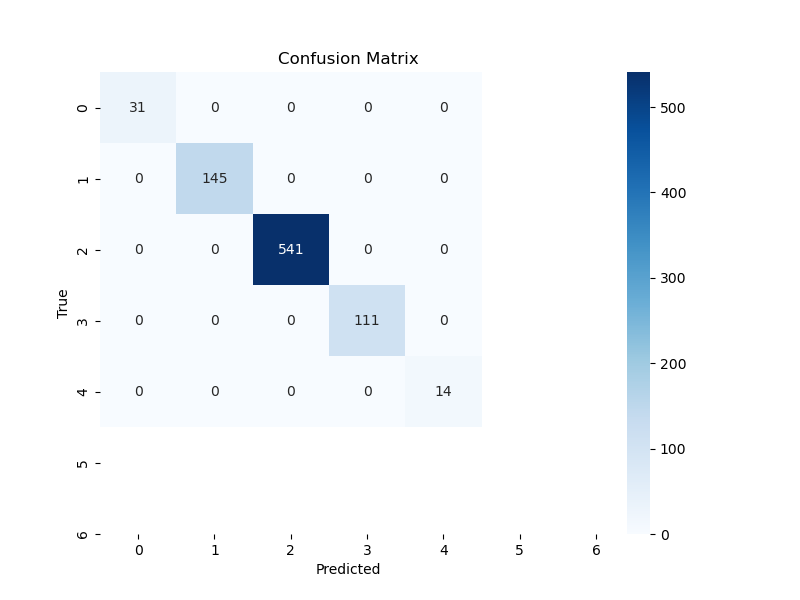 Confusion Matrix
0 31 0 0 0 0
1 0 145 0 0 0
2 0 0 541 0 0
3 0 0 0 111 0
4 0 0 0 0 14
5
6
True
0 1 2 3 4 5 6
Predicted
500
400
300
200
100
0